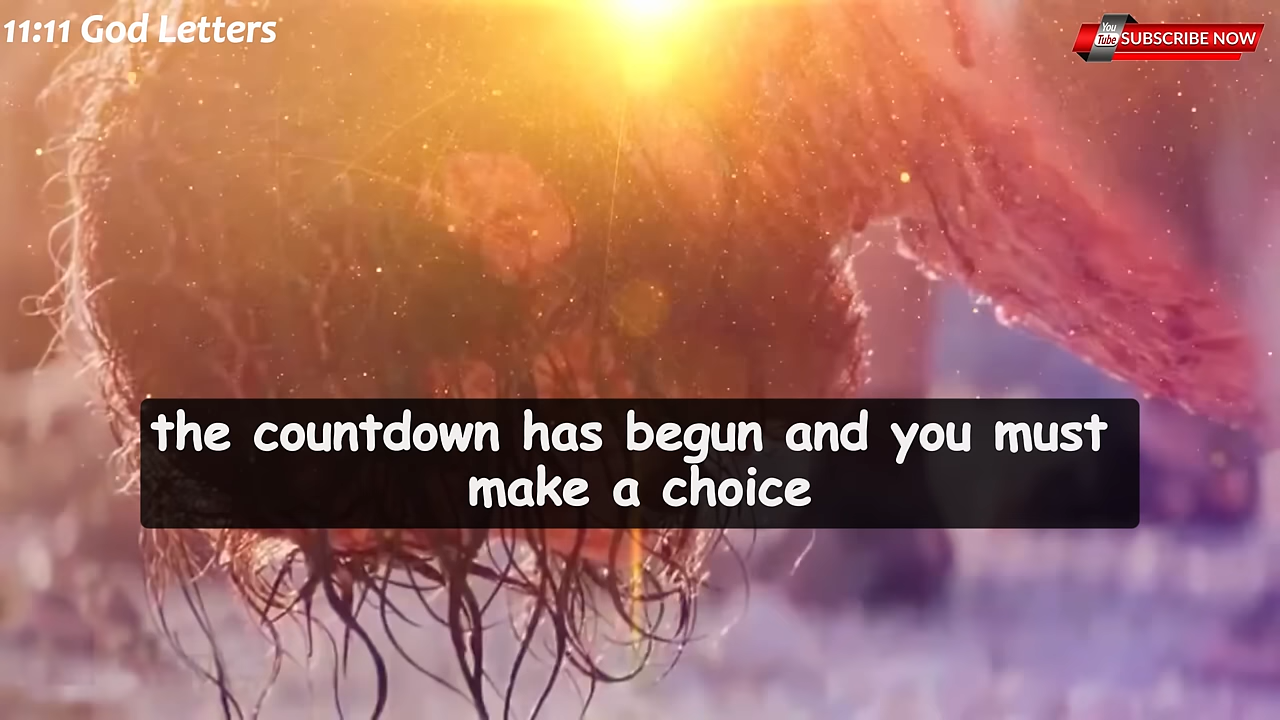 11:11 God Letters
You
Tube
SUBSCRIBE NOW
the countdown has begun and you must
make a choice